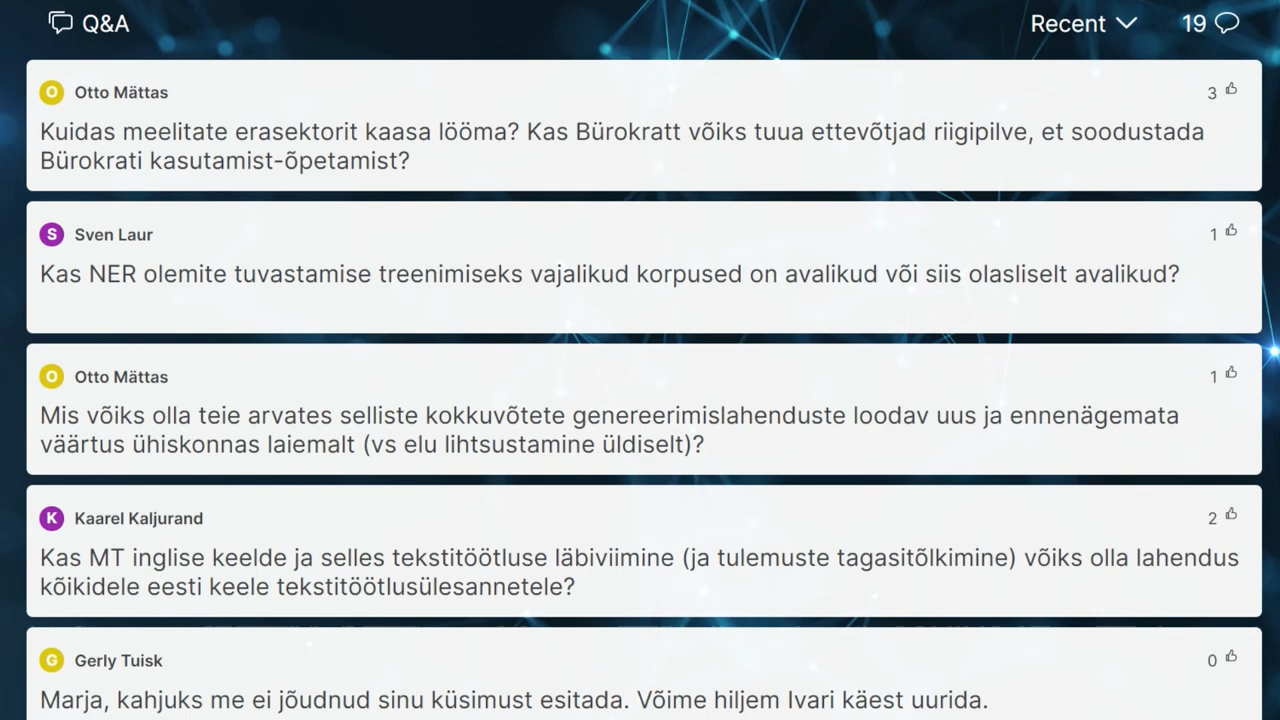 Q&A
Recent
19
O
Otto Mättas
3
Kuidas meelitate erasektorit kaasa lööma? Kas Bürokratt võiks tuua ettevõtjad riigipilve, et soodustada
Bürokrati kasutamist-õpetamist?
S
Sven Laur
1
Kas NER olemite tuvastamise treenimiseks vajalikud korpused on avalikud või siis olasliselt avalikud?
O
Otto Mättas
1
Mis võiks olla teie arvates selliste kokkuvõtete genereerimislahenduste loodav uus ja ennenägemata
väärtus ühiskonnas laiemalt (vs elu lihtsustamine üldiselt)?
K
Kaarel Kaljurand
2
Kas MT inglise keelde ja selles tekstitöötluse läbiviimine (ja tulemuste tagasitõlkimine) võiks olla lahendus
kõikidele eesti keele tekstitöötlusülesannetele?
G
Gerly Tuisk
0
Marja, kahjuks me ei jõudnud sinu küsimust esitada. Võime hiljem Ivari käest uurida.